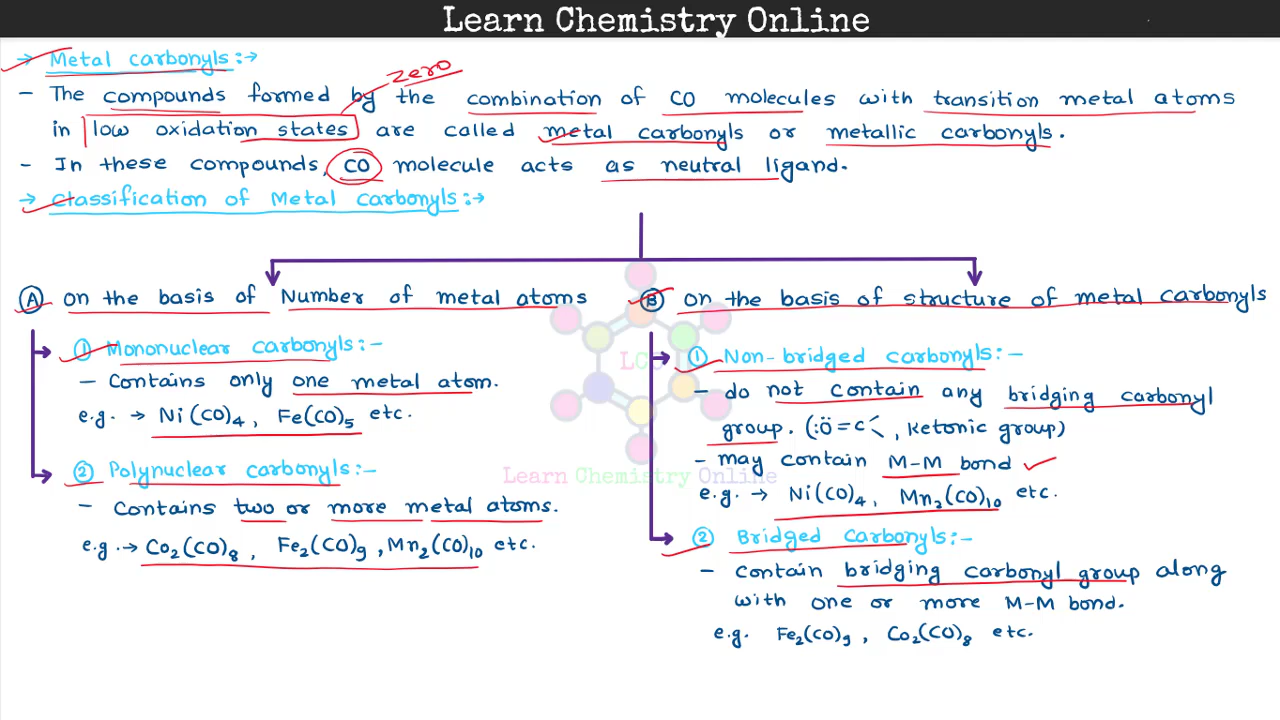 Learn Chemistry Online
→ Metal carbonyls:→
zero
- The compounds formed by the combination of CO molecules with transition metal atoms
in low oxidation states are called metal carbonyls or metallic carbonyls.
- In these compounds, CO molecule acts as neutral ligand.
→ Classification of Metal carbonyls:→
A on the basis of Number of metal atoms
① Mononuclear carbonyls:-
- Contains only one metal atom.
e.g. → Ni(CO)₄, Fe(CO)₅ etc.
② Polynuclear carbonyls:-
- Contains two or more metal atoms.
e.g.→ Co₂(CO)₈, Fe₂(CO)₉, Mn₂(CO)₁₀ etc.
B on the basis of structure of metal carbonyls
① Non-bridged carbonyls:-
- do not contain any bridging carbonyl
group. (:Ö=C<, Ketonic group)
- may contain M-M bond
e.g. → Ni(CO)₄, Mn₂(CO)₁₀ etc.
② Bridged carbonyls:-
- contain bridging carbonyl group along
with one or more M-M bond.
e.g. Fe₂(CO)₉, Co₂(CO)₈ etc.
LCO
Learn Chemistry Online